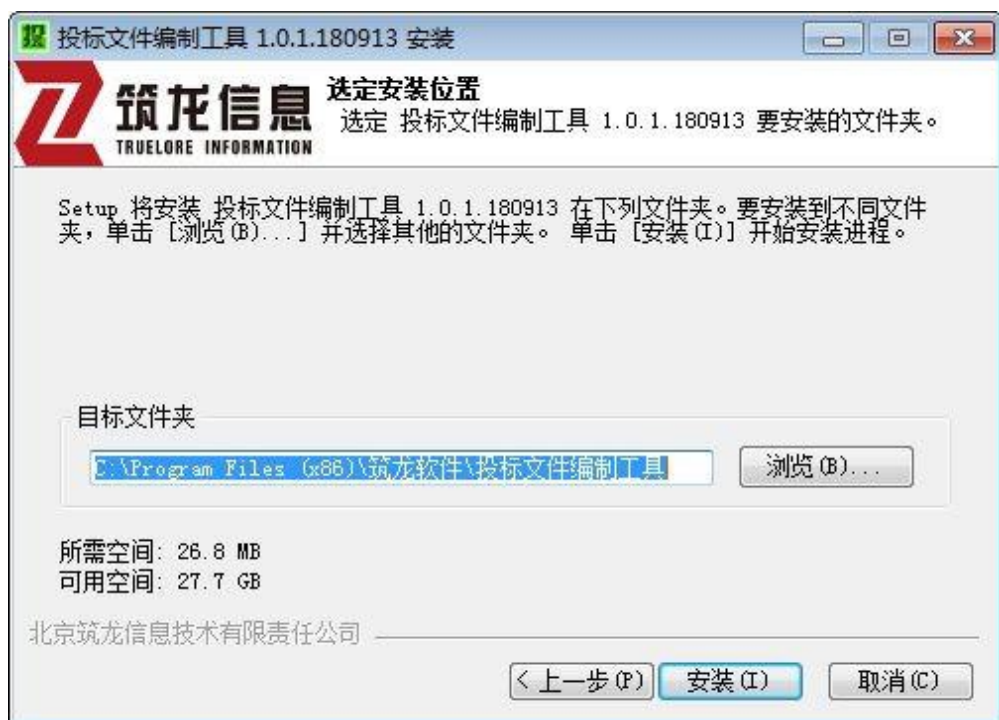 投 投标文件编制工具 1.0.1.180913 安装
筑龙信息
TRUELORE INFORMATION
选定安装位置
选定 投标文件编制工具 1.0.1.180913 要安装的文件夹。
Setup 将安装 投标文件编制工具 1.0.1.180913 在下列文件夹。要安装到不同文件
夹，单击 [浏览(B)...] 并选择其他的文件夹。 单击 [安装(I)] 开始安装进程。
目标文件夹
C:\Program Files (x86)\筑龙软件\投标文件编制工具
浏览(B)...
所需空间: 26.8 MB
可用空间: 27.7 GB
北京筑龙信息技术有限责任公司
< 上一步(P)
安装(I)
取消(C)